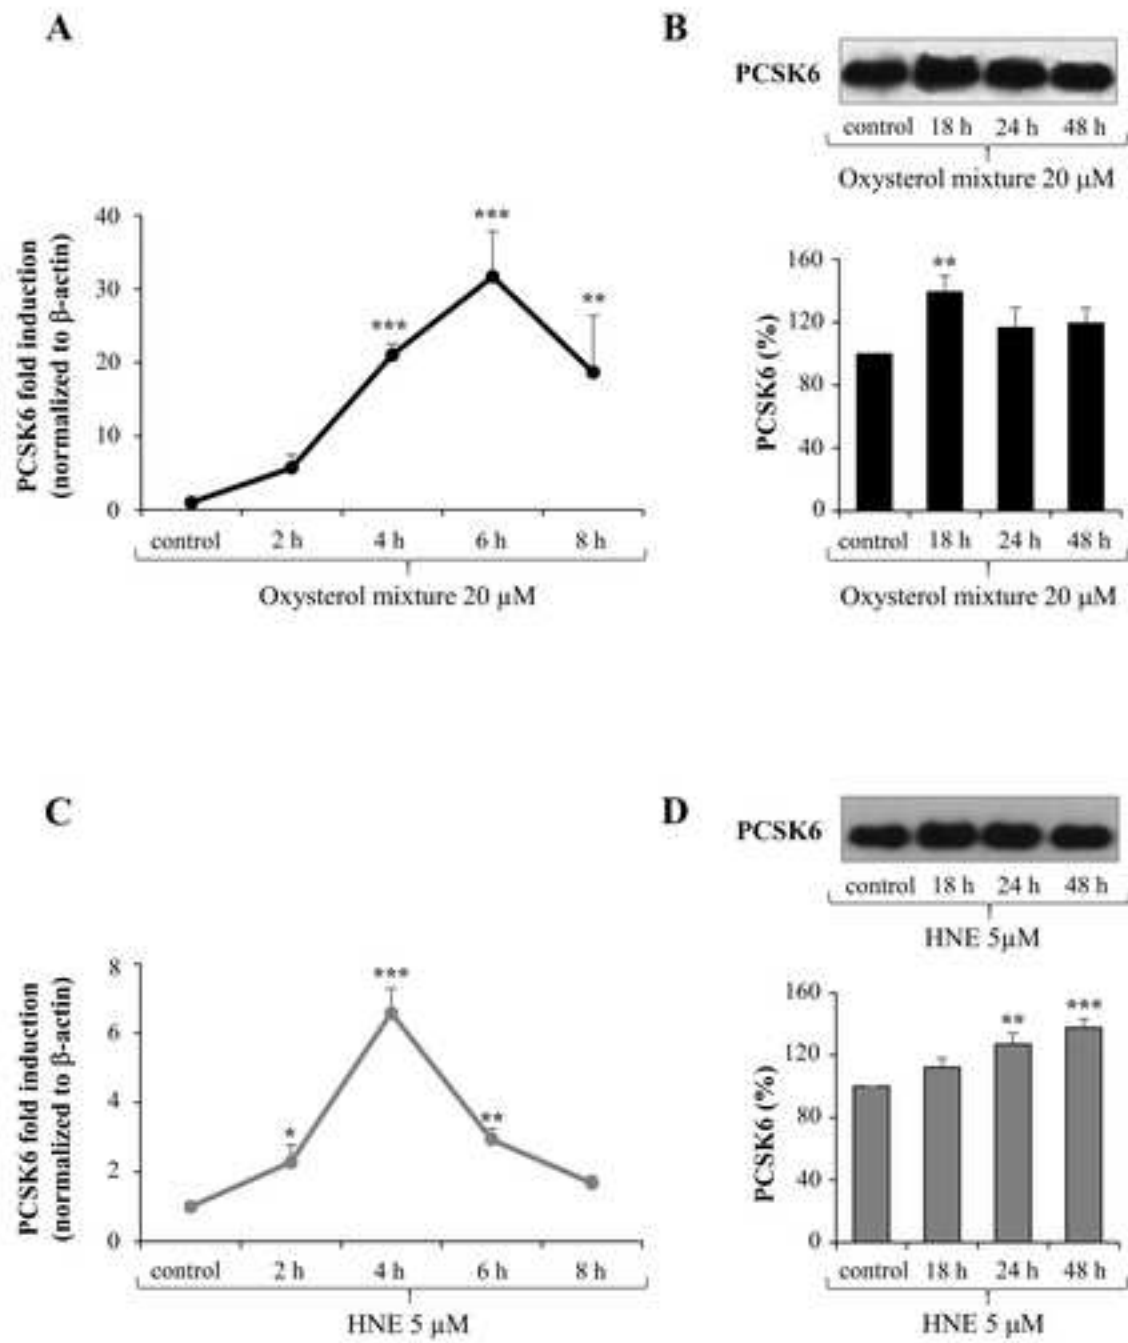 A
PCSK6 fold induction
(normalized to β-actin)
40
30
20
10
0
***
***
**
control 2 h 4 h 6 h 8 h
Oxysterol mixture 20 µM
B
PCSK6
control 18 h 24 h 48 h
Oxysterol mixture 20 µM
PCSK6 (%)
160
120
80
40
0
**
control 18 h 24 h 48 h
Oxysterol mixture 20 µM
C
PCSK6 fold induction
(normalized to β-actin)
8
6
4
2
0
*
***
**
control 2 h 4 h 6 h 8 h
HNE 5 µM
D
PCSK6
control 18 h 24 h 48 h
HNE 5µM
PCSK6 (%)
160
120
80
40
0
**
***
control 18 h 24 h 48 h
HNE 5 µM